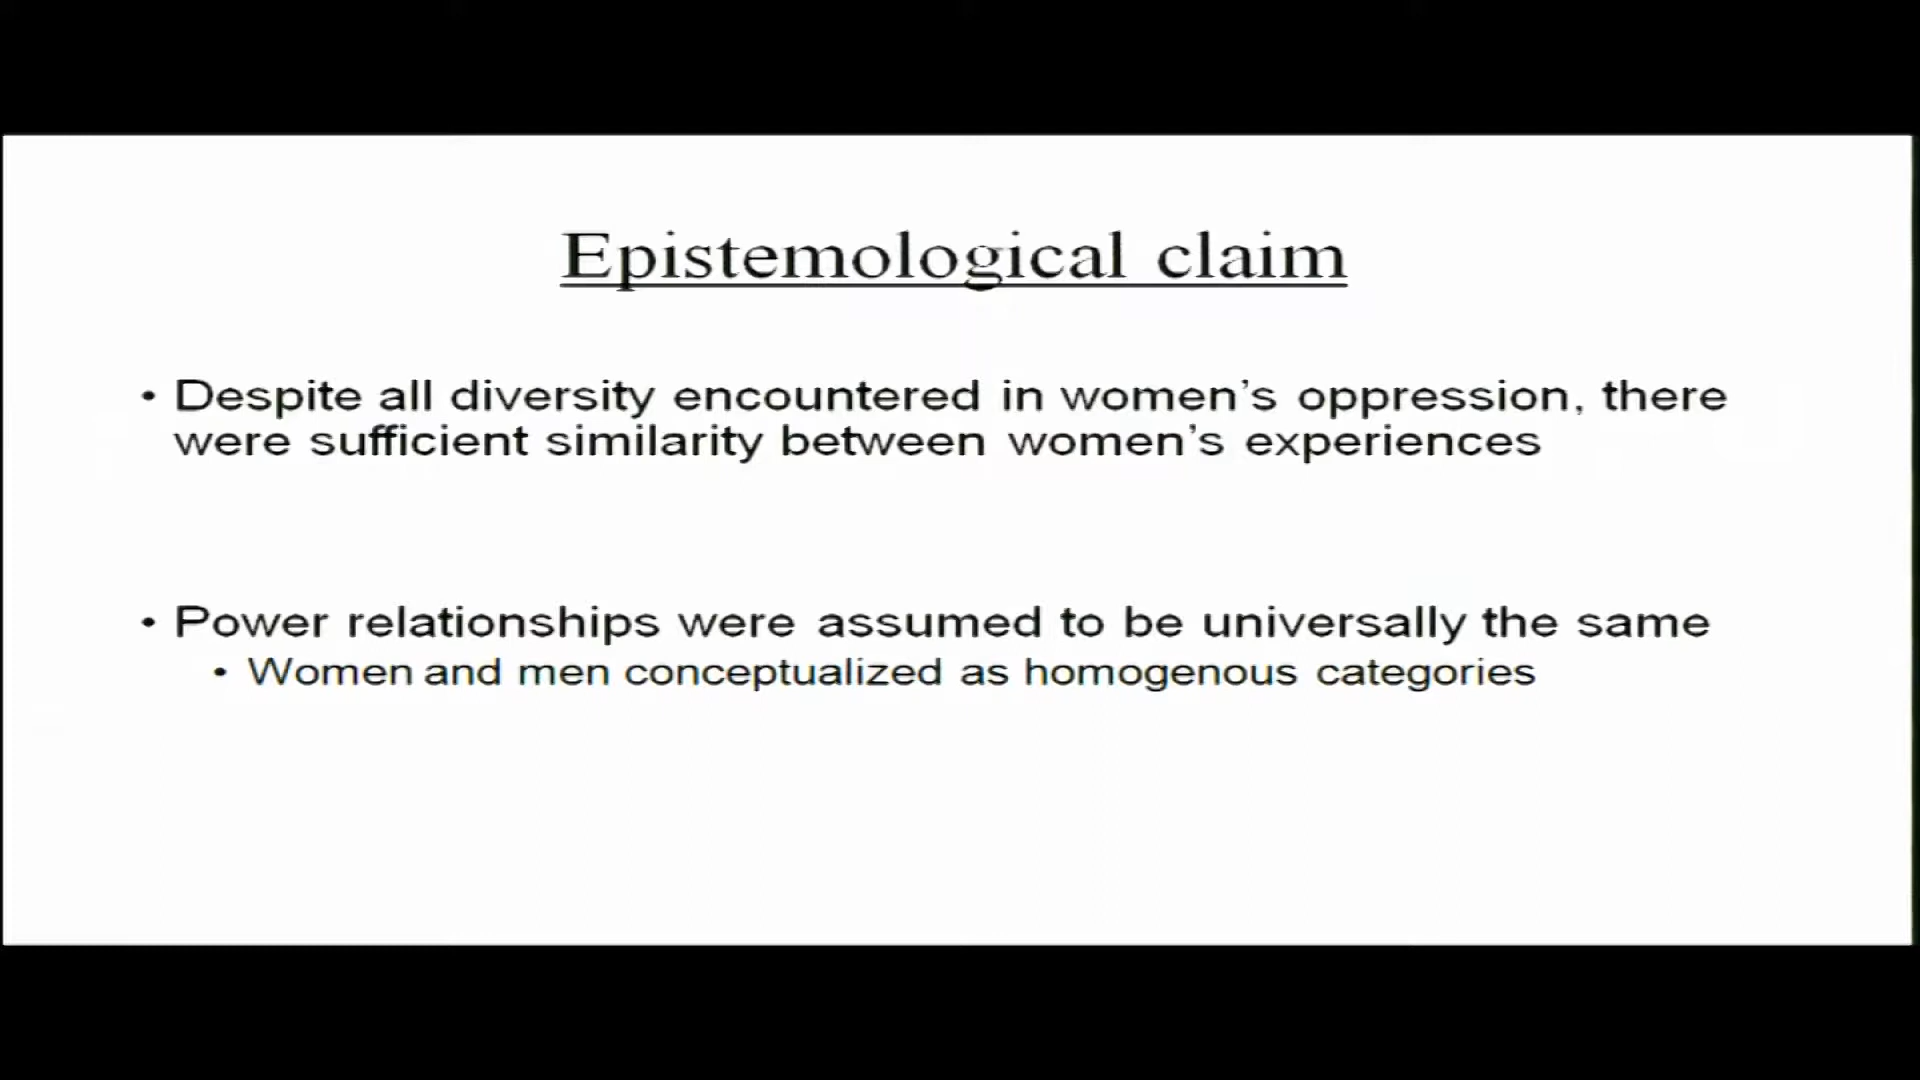 Epistemological claim
• Despite all diversity encountered in women's oppression, there
were sufficient similarity between women's experiences
• Power relationships were assumed to be universally the same
• Women and men conceptualized as homogenous categories